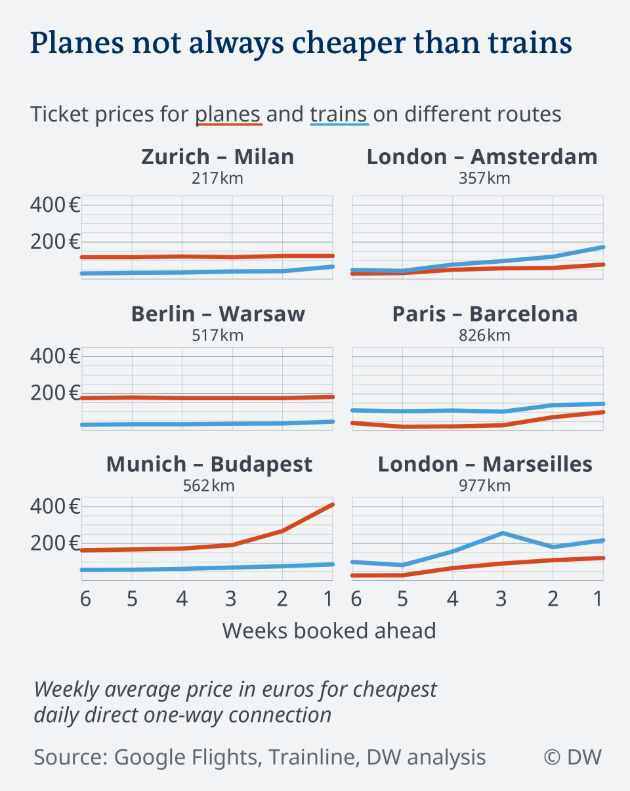 Planes not always cheaper than trains
Ticket prices for planes and trains on different routes
Zurich – Milan
217km
London – Amsterdam
357km
400€
200€
Berlin – Warsaw
517km
Paris – Barcelona
826km
400€
200€
Munich – Budapest
562km
London – Marseilles
977km
400€
200€
6 5 4 3 2 1 6 5 4 3 2 1
Weeks booked ahead
Weekly average price in euros for cheapest
daily direct one-way connection
Source: Google Flights, Trainline, DW analysis © DW